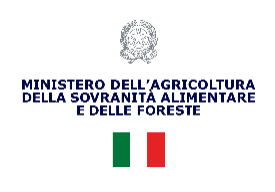 MINISTERO DELL'AGRICOLTURA
DELLA SOVRANITÀ ALIMENTARE
E DELLE FORESTE